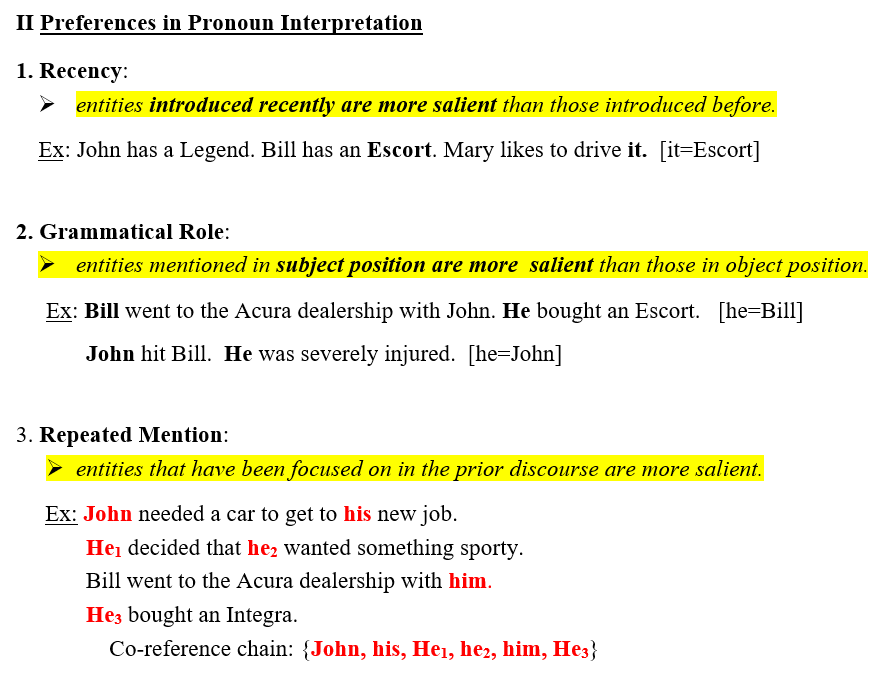 II Preferences in Pronoun Interpretation
1. Recency:
➢ entities introduced recently are more salient than those introduced before.
Ex: John has a Legend. Bill has an Escort. Mary likes to drive it. [it=Escort]
2. Grammatical Role:
➢ entities mentioned in subject position are more salient than those in object position.
Ex: Bill went to the Acura dealership with John. He bought an Escort. [he=Bill]
John hit Bill. He was severely injured. [he=John]
3. Repeated Mention:
➢ entities that have been focused on in the prior discourse are more salient.
Ex: John needed a car to get to his new job.
He₁ decided that he₂ wanted something sporty.
Bill went to the Acura dealership with him.
He₃ bought an Integra.
Co-reference chain: {John, his, He₁, he₂, him, He₃}